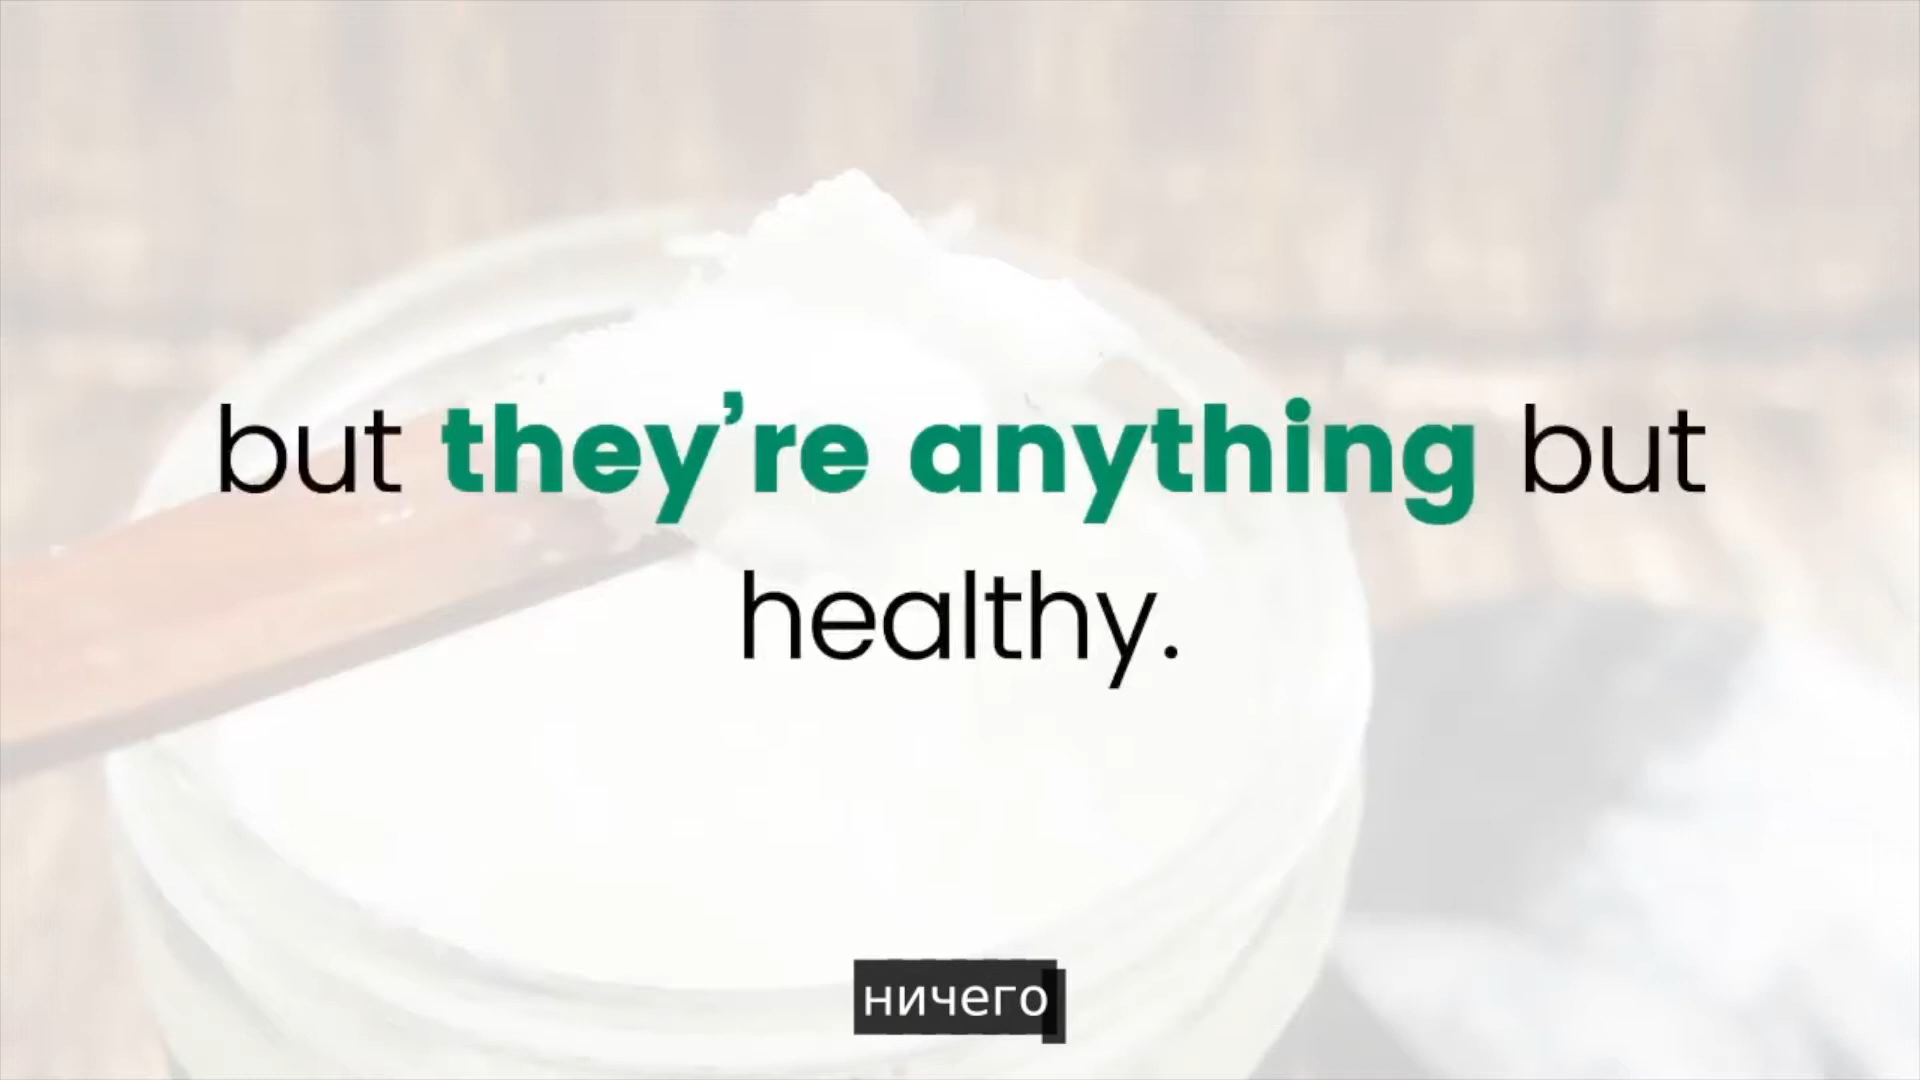 but they’re anything but
healthy.
ничего